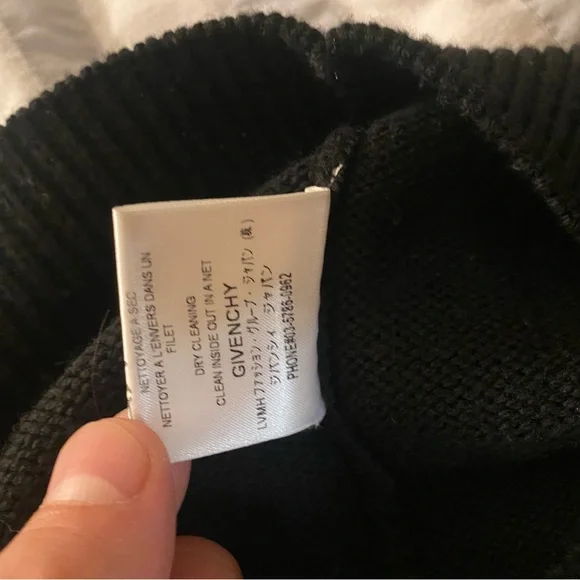 NETTOYAGE A SEC
NETTOYER A L'ENVERS DANS UN
FILET
DRY CLEANING
CLEAN INSIDE OUT IN A NET
GIVENCHY
LVMH ファッション・グループ・ジャパン (株)
ジバンシィ ジャパン
PHONE#03-5786-0962